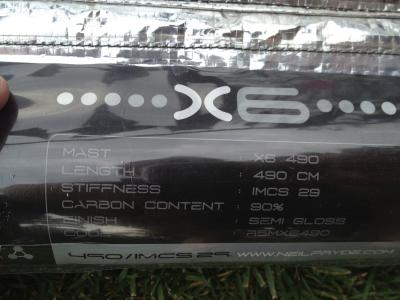 X6
MAST : X6 490
LENGTH : 490 CM
STIFFNESS : IMCS 29
CARBON CONTENT : 90%
FINISH : SEMI GLOSS
CODE : R5MX6490
490/IMCS 29 WWW.NEILPRYDE.COM